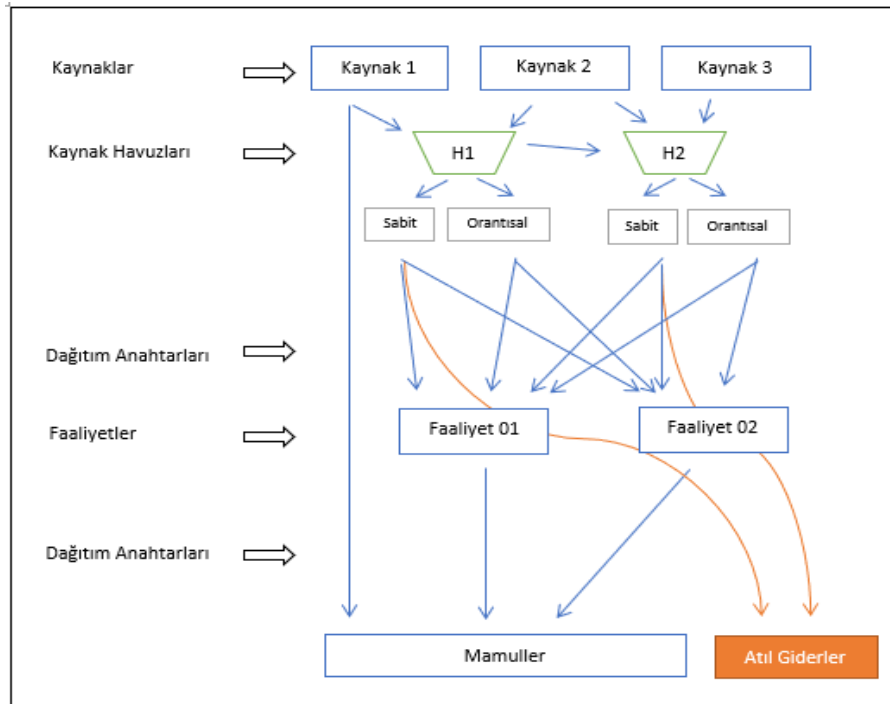 Kaynaklar
Kaynak 1
Kaynak 2
Kaynak 3
Kaynak Havuzları
H1
H2
Sabit
Orantısal
Sabit
Orantısal
Dağıtım Anahtarları
Faaliyetler
Faaliyet 01
Faaliyet 02
Dağıtım Anahtarları
Mamuller
Atıl Giderler